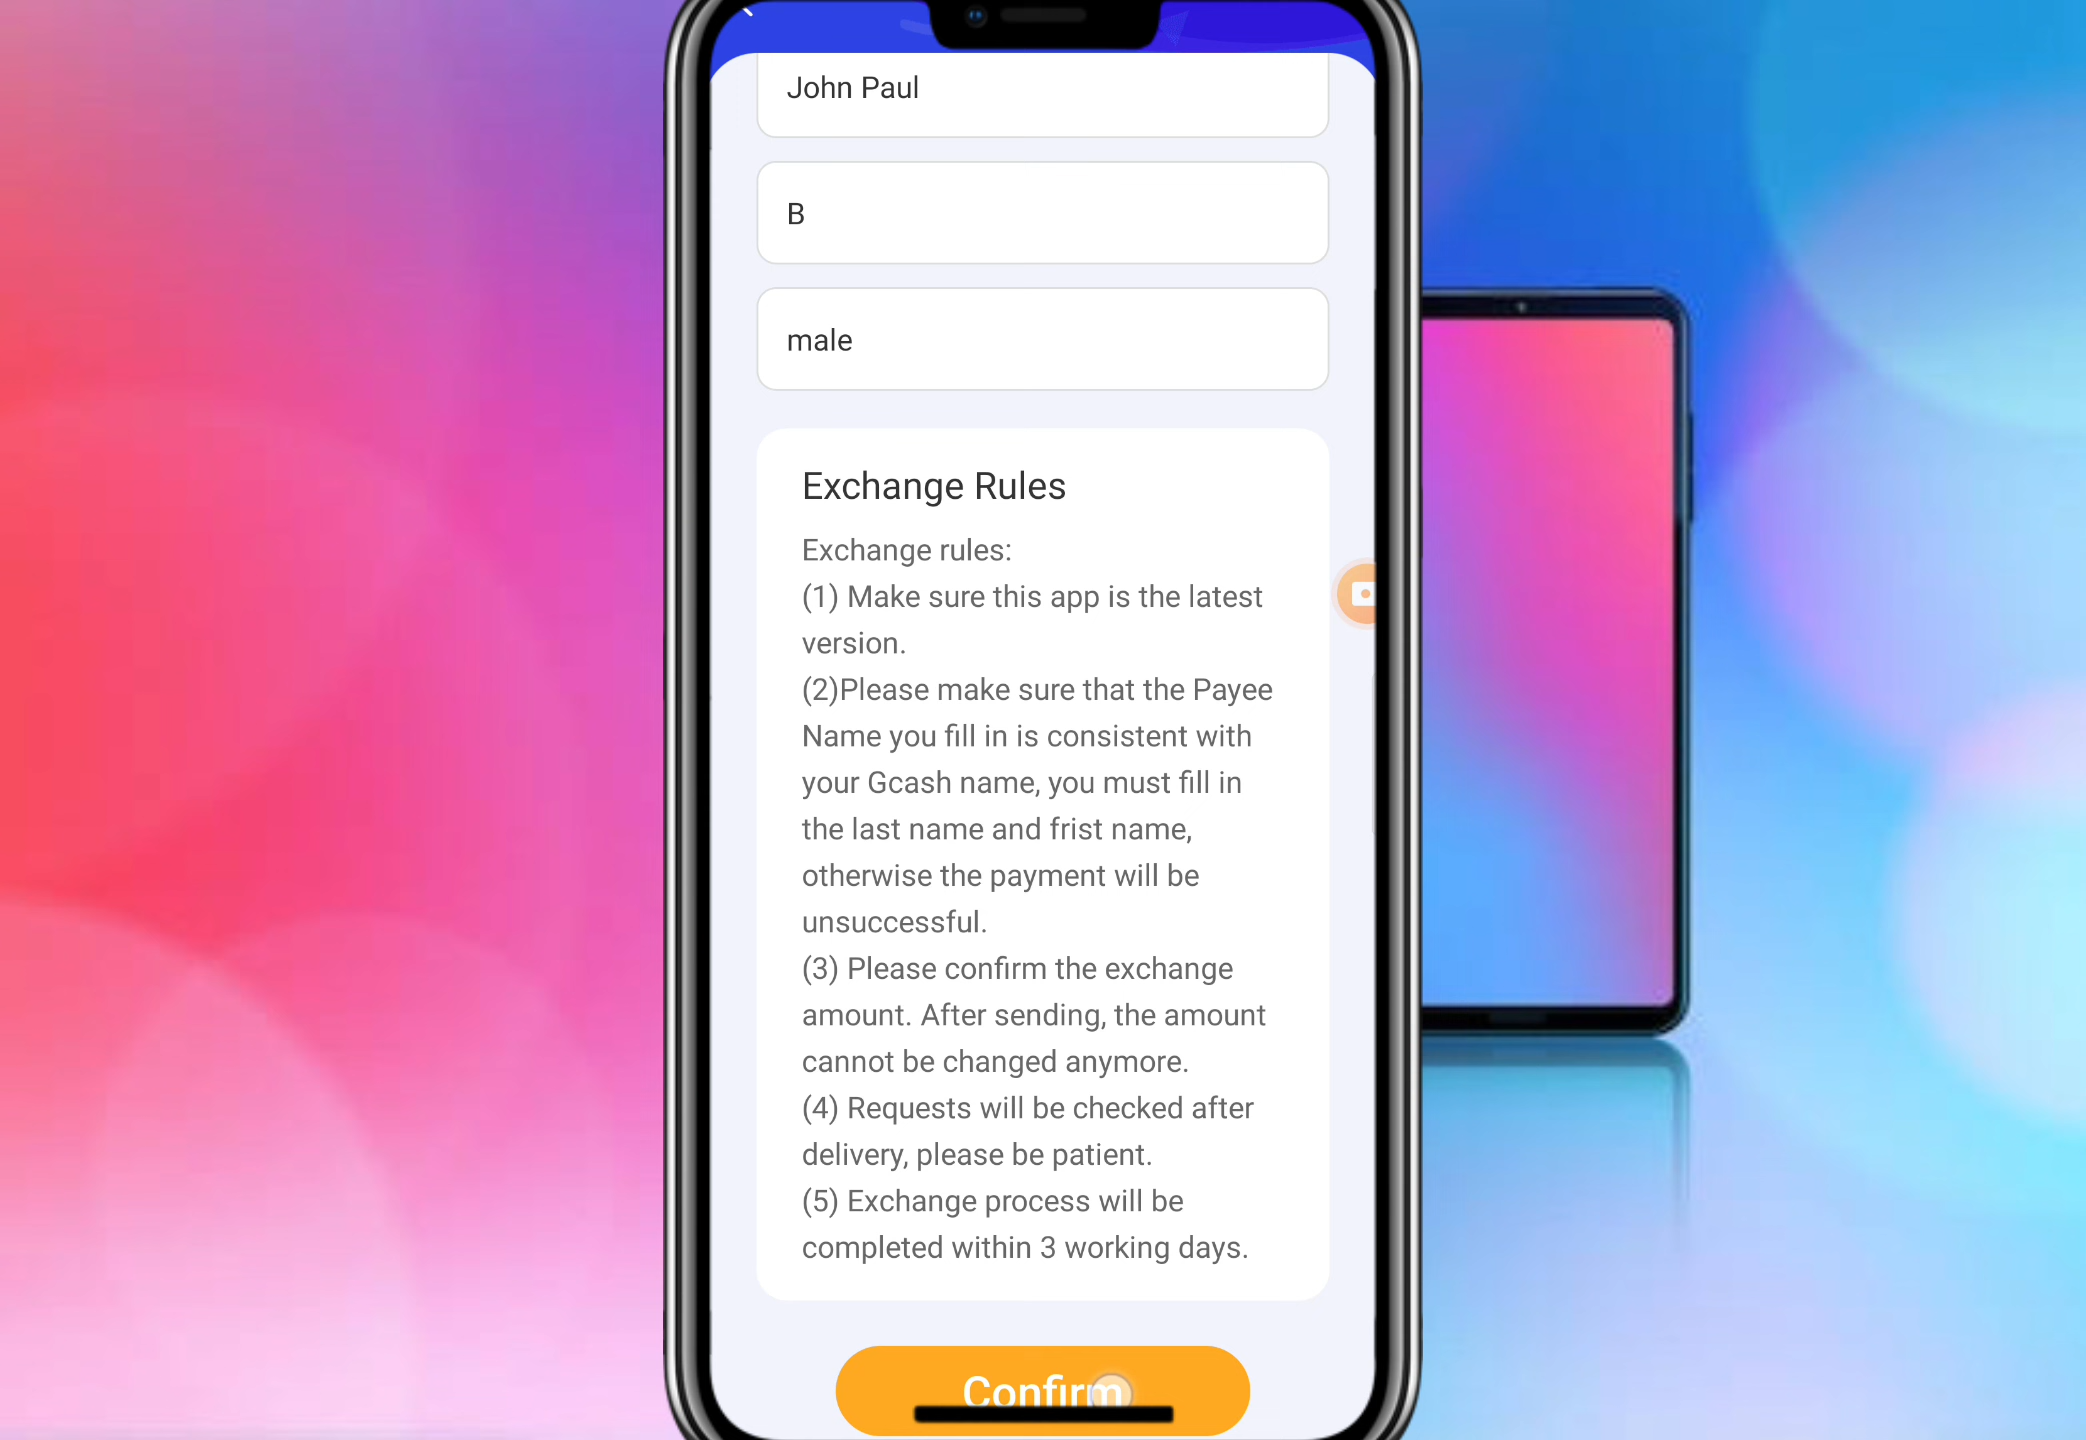 John Paul
B
male
Exchange Rules
Exchange rules:
(1) Make sure this app is the latest
version.
(2)Please make sure that the Payee
Name you fill in is consistent with
your Gcash name, you must fill in
the last name and frist name,
otherwise the payment will be
unsuccessful.
(3) Please confirm the exchange
amount. After sending, the amount
cannot be changed anymore.
(4) Requests will be checked after
delivery, please be patient.
(5) Exchange process will be
completed within 3 working days.
Confirm